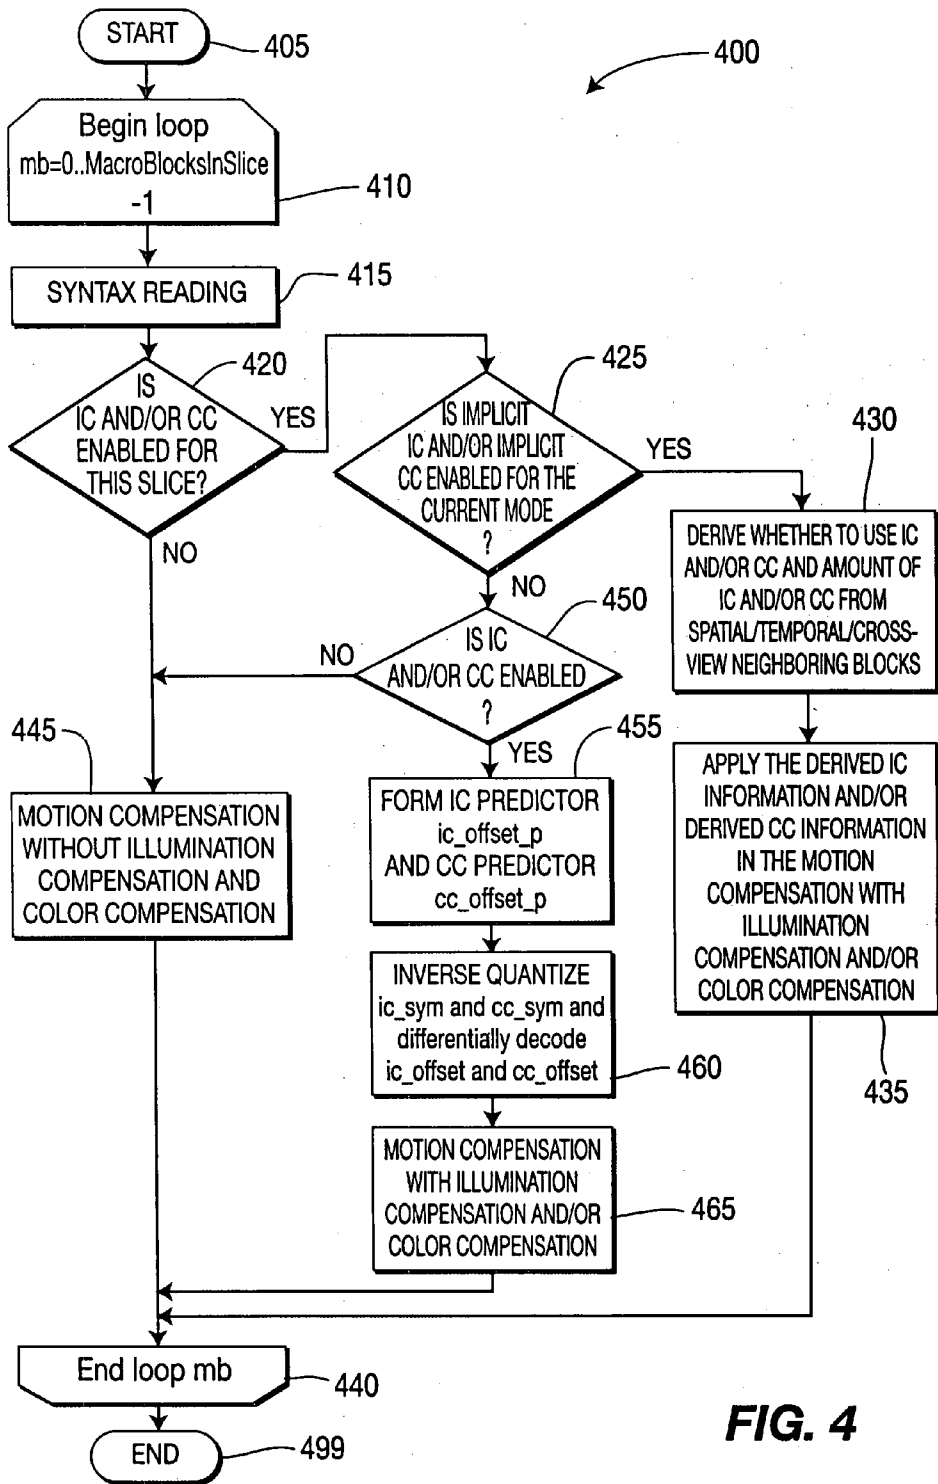 START
405
400
Begin loop
mb=0..MacroBlocksInSlice
-1
410
SYNTAX READING
415
IS
IC AND/OR CC
ENABLED FOR
THIS SLICE?
420
YES
NO
IS IMPLICIT
IC AND/OR IMPLICIT
CC ENABLED FOR THE
CURRENT MODE
?
425
YES
NO
430
DERIVE WHETHER TO USE IC
AND/OR CC AND AMOUNT OF
IC AND/OR CC FROM
SPATIAL/TEMPORAL/CROSS-
VIEW NEIGHBORING BLOCKS
IS IC
AND/OR CC ENABLED
?
450
NO
YES
445
MOTION COMPENSATION
WITHOUT ILLUMINATION
COMPENSATION AND
COLOR COMPENSATION
455
FORM IC PREDICTOR
ic_offset_p
AND CC PREDICTOR
cc_offset_p
APPLY THE DERIVED IC
INFORMATION AND/OR
DERIVED CC INFORMATION
IN THE MOTION
COMPENSATION WITH
ILLUMINATION
COMPENSATION AND/OR
COLOR COMPENSATION
435
INVERSE QUANTIZE
ic_sym and cc_sym and
differentially decode
ic_offset and cc_offset
460
MOTION COMPENSATION
WITH ILLUMINATION
COMPENSATION AND/OR
COLOR COMPENSATION
465
End loop mb
440
END
499
FIG. 4